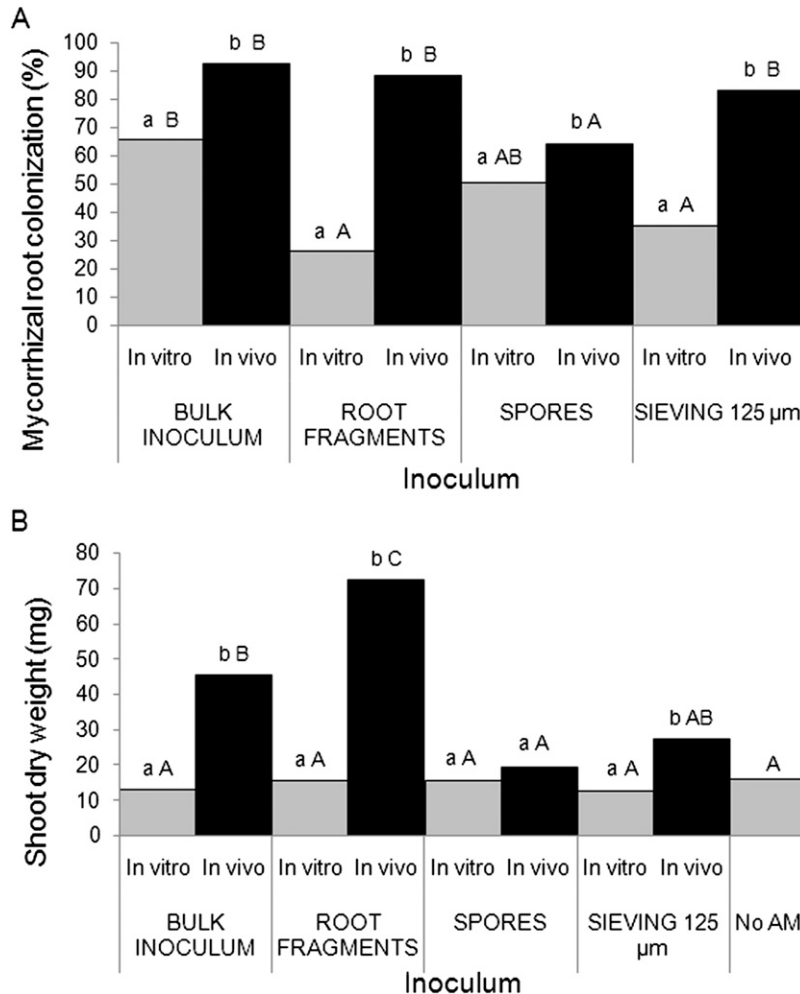 A
Mycorrhizal root colonization (%)
100
90
80
70
60
50
40
30
20
10
0
a B
b B
a A
b B
a AB
b A
a A
b B
In vitro In vivo In vitro In vivo In vitro In vivo In vitro In vivo
BULK INOCULUM
ROOT FRAGMENTS
SPORES
SIEVING 125 µm
Inoculum
B
Shoot dry weight (mg)
80
70
60
50
40
30
20
10
0
a A
b B
a A
b C
a A
a A
a A
b AB
A
In vitro In vivo In vitro In vivo In vitro In vivo In vitro In vivo
BULK INOCULUM
ROOT FRAGMENTS
SPORES
SIEVING 125 µm
No AM
Inoculum